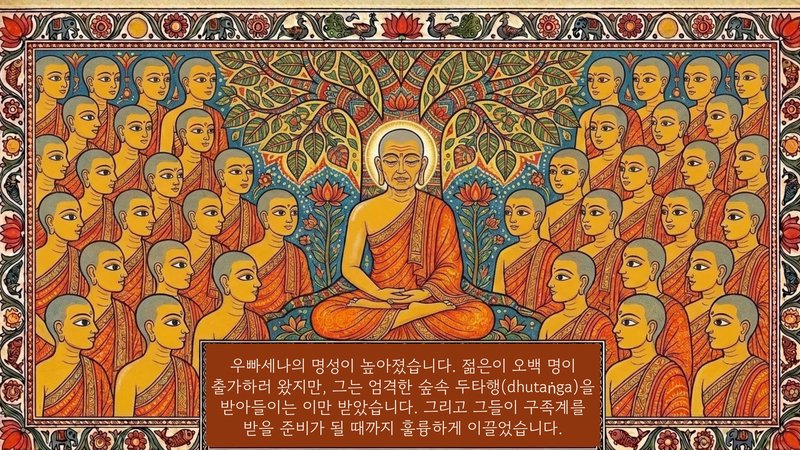 우빠세나의 명성이 높아졌습니다. 젊은이 오백 명이
출가하러 왔지만, 그는 엄격한 숲속 두타행(dhutaṅga)을
받아들이는 이만 받았습니다. 그리고 그들이 구족계를
받을 준비가 될 때까지 훌륭하게 이끌었습니다.